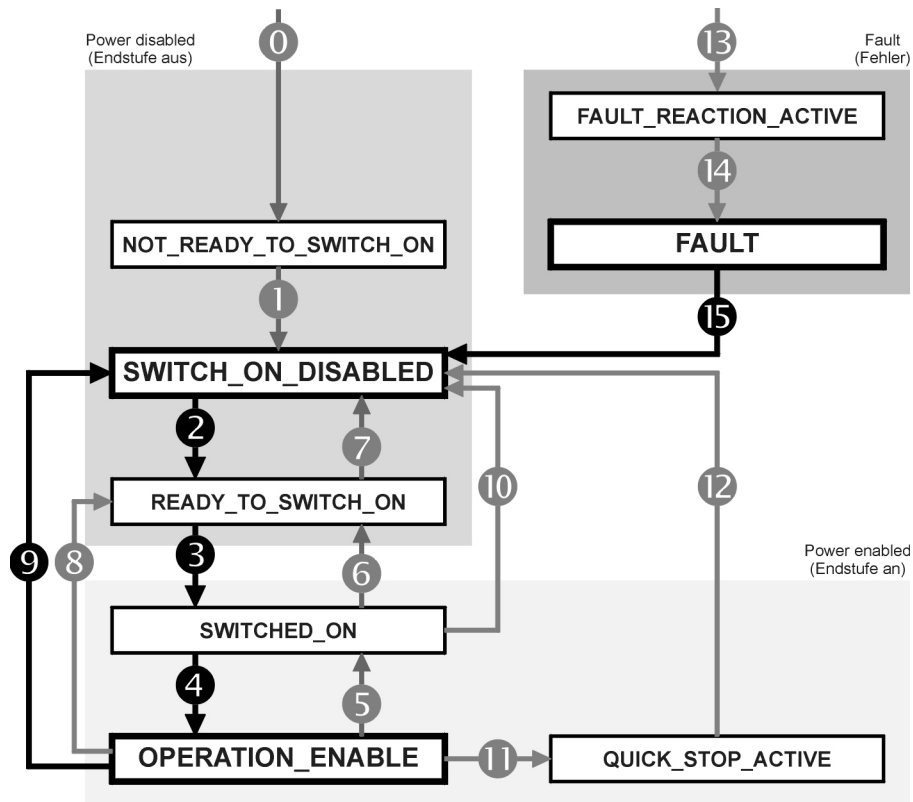 Power disabled
(Endstufe aus)
0
13
Fault
(Fehler)
FAULT_REACTION_ACTIVE
14
NOT_READY_TO_SWITCH_ON
FAULT
1
15
SWITCH_ON_DISABLED
2
7
10
12
READY_TO_SWITCH_ON
9
8
3
6
Power enabled
(Endstufe an)
SWITCHED_ON
4
5
OPERATION_ENABLE
11
QUICK_STOP_ACTIVE